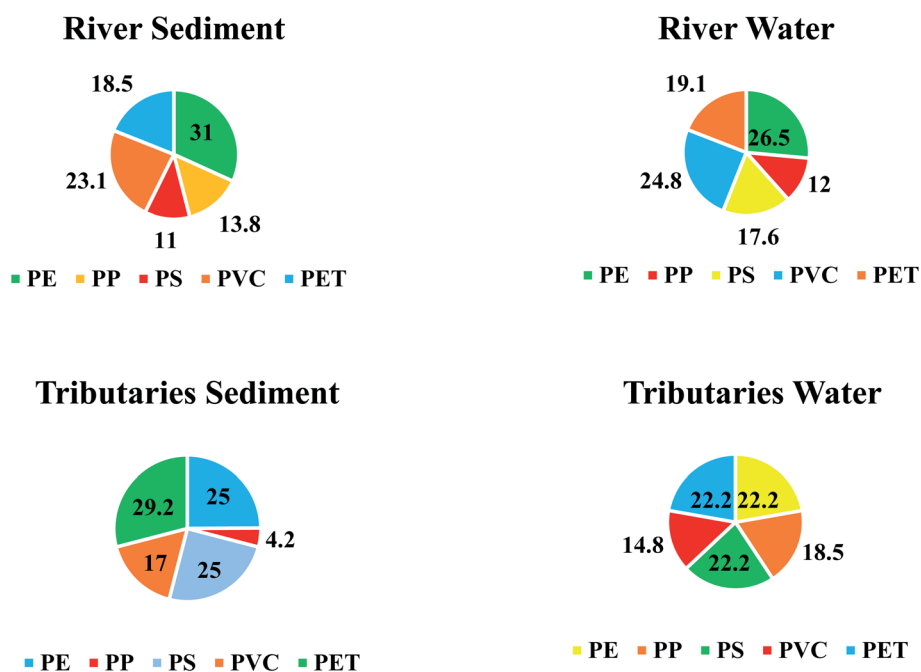 River Sediment
18.5
31
23.1
13.8
11
PE PP PS PVC PET
River Water
19.1
26.5
24.8
12
17.6
PE PP PS PVC PET
Tributaries Sediment
29.2
25
4.2
17
25
PE PP PS PVC PET
Tributaries Water
22.2 22.2
14.8
18.5
22.2
PE PP PS PVC PET